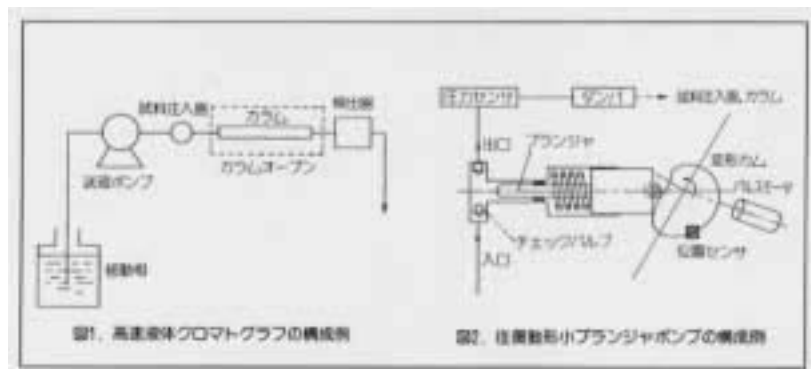 試料注入器
カラム
検出器
送液ポンプ
カラムオーブン
移動相
図1. 高速液体クロマトグラフの構成例
圧力センサ
ダンパ
試料注入器, カラム
出口
プランジャ
変形カム
パルスモータ
チェックバルブ
入口
位置センサ
図2. 往復動形小プランジャポンプの構成例